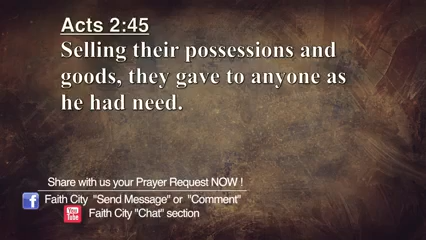 Acts 2:45
Selling their possessions and
goods, they gave to anyone as
he had need.
Share with us your Prayer Request NOW !
f Faith City "Send Message" or "Comment"
You Tube Faith City "Chat" section